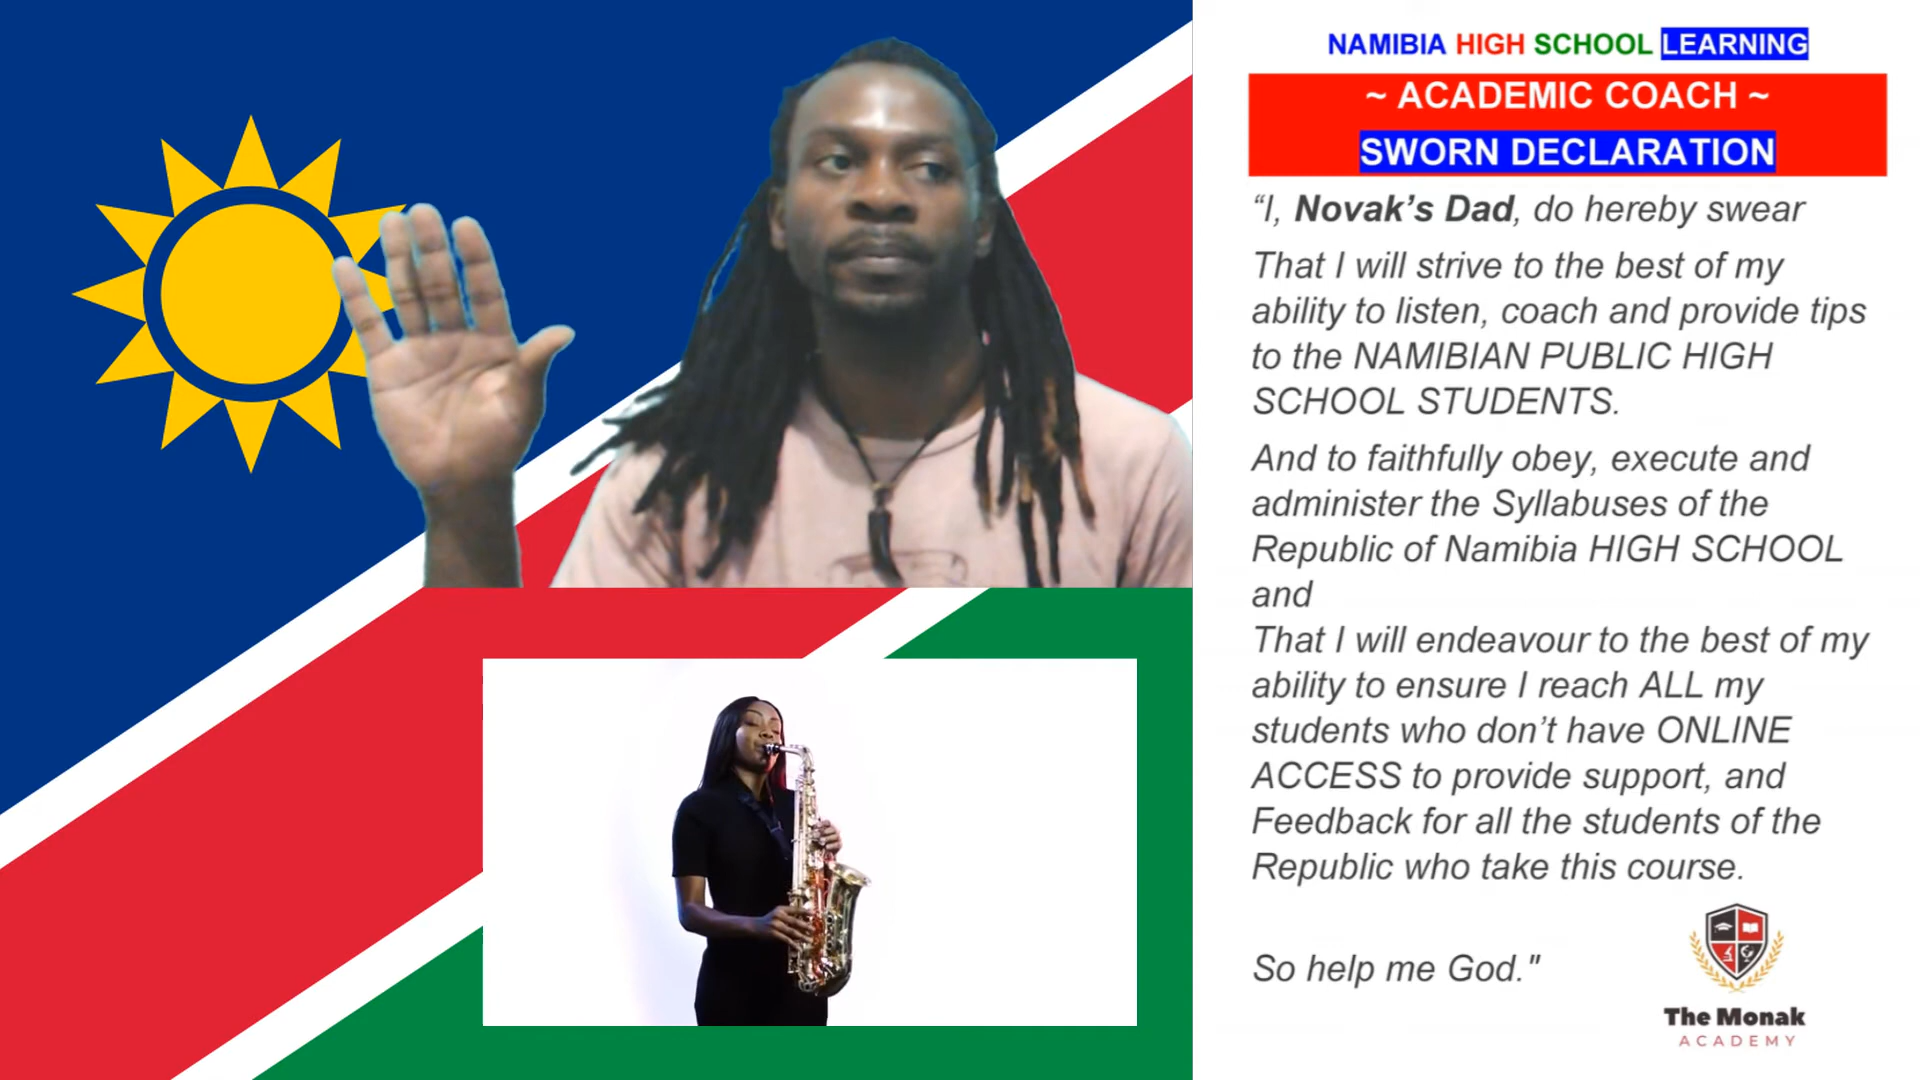 NAMIBIA HIGH SCHOOL LEARNING
~ ACADEMIC COACH ~
SWORN DECLARATION
“I, Novak’s Dad, do hereby swear
That I will strive to the best of my
ability to listen, coach and provide tips
to the NAMIBIAN PUBLIC HIGH
SCHOOL STUDENTS.
And to faithfully obey, execute and
administer the Syllabuses of the
Republic of Namibia HIGH SCHOOL
and
That I will endeavour to the best of my
ability to ensure I reach ALL my
students who don’t have ONLINE
ACCESS to provide support, and
Feedback for all the students of the
Republic who take this course.
So help me God."
The Monak
ACADEMY